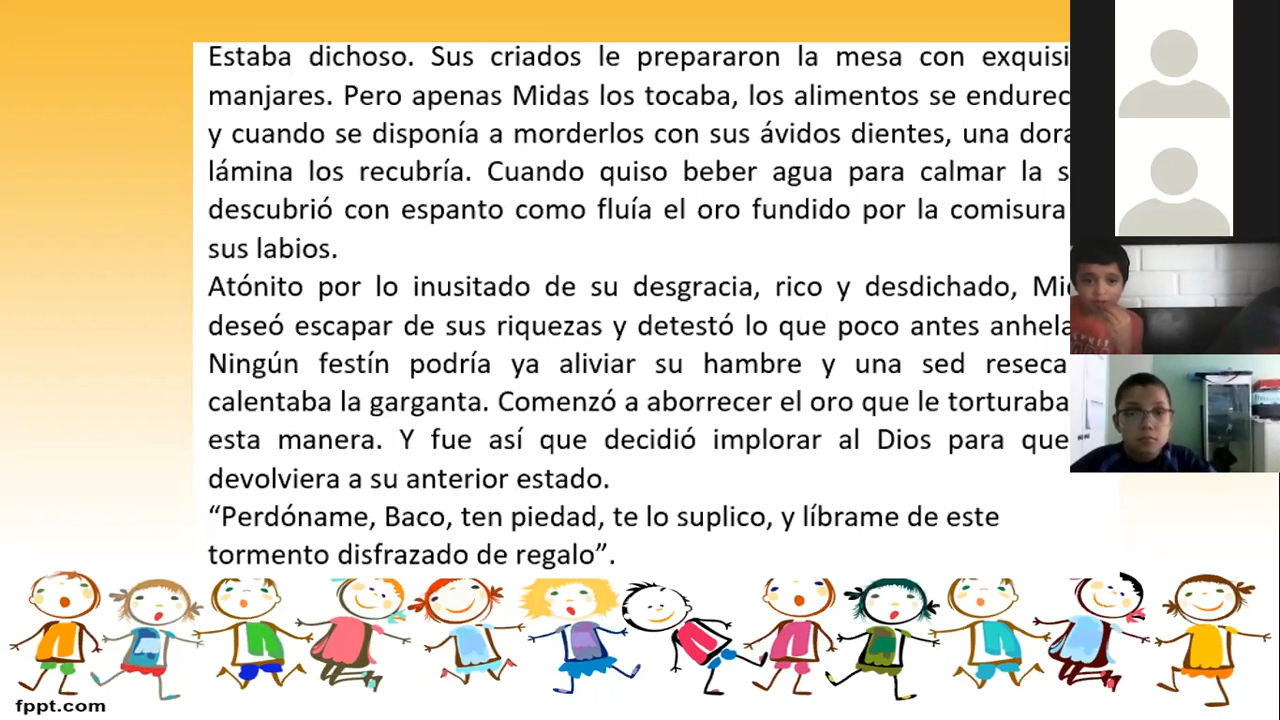 Estaba dichoso. Sus criados le prepararon la mesa con
manjares. Pero apenas Midas los tocaba, los alimentos se
y cuando se disponía a morderlos con sus ávidos dientes, una
lámina los recubría. Cuando quiso beber agua para calmar la
descubrió con espanto como fluía el oro fundido por la comisura
sus labios.
Atónito por lo inusitado de su desgracia, rico y desdichado,
deseó escapar de sus riquezas y detestó lo que poco antes
Ningún festín podría ya aliviar su hambre y una sed reseca
calentaba la garganta. Comenzó a aborrecer el oro que le torturaba
esta manera. Y fue así que decidió implorar al Dios para que
devolviera a su anterior estado.
“Perdóname, Baco, ten piedad, te lo suplico, y líbrame de este
tormento disfrazado de regalo”.
fppt.com